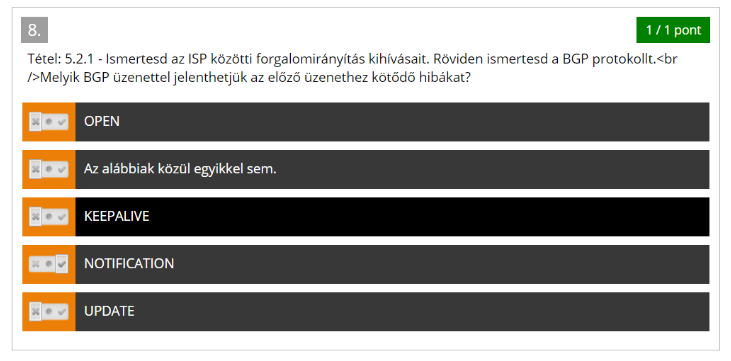 8.
1 / 1 pont
Tétel: 5.2.1 - Ismertesd az ISP közötti forgalomirányítás kihívásait. Röviden ismertesd a BGP protokollt.<br
/>Melyik BGP üzenettel jelenthetjük az előző üzenethez kötődő hibákat?
OPEN
Az alábbiak közül egyikkel sem.
KEEPALIVE
NOTIFICATION
UPDATE